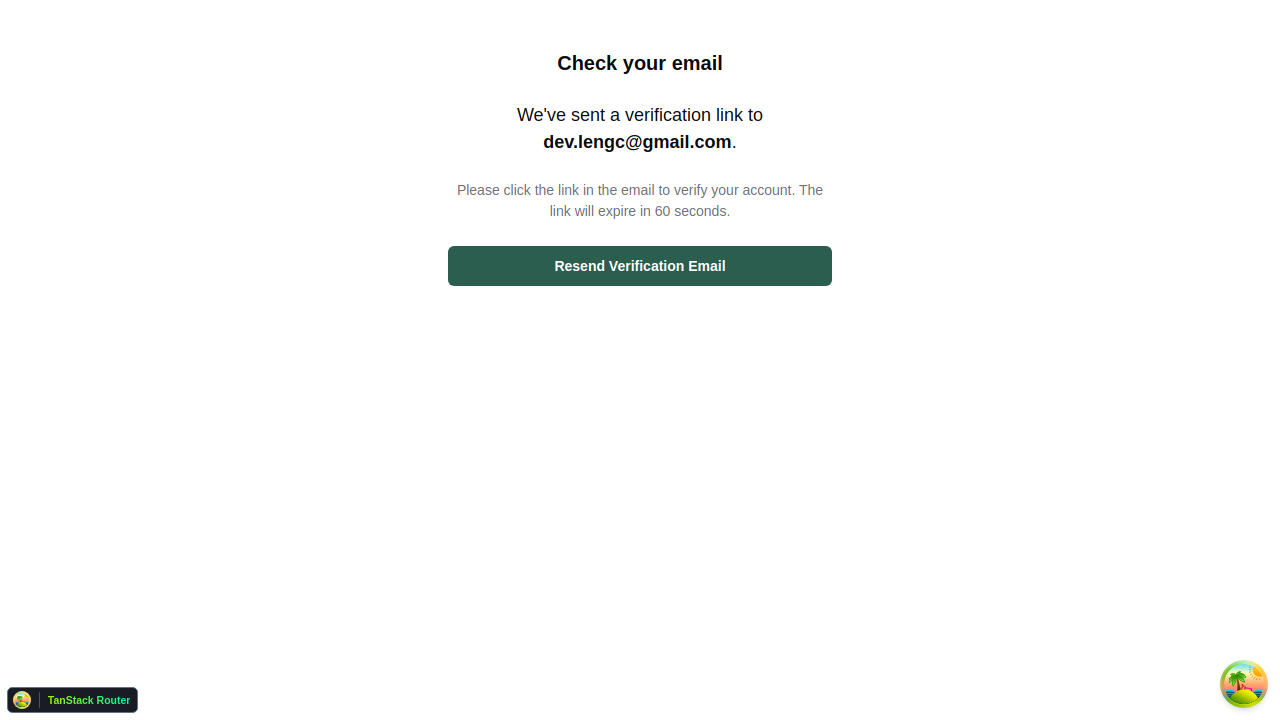 Check your email
We've sent a verification link to
dev.lengc@gmail.com.
Please click the link in the email to verify your account. The
link will expire in 60 seconds.
Resend Verification Email
TanStack Router